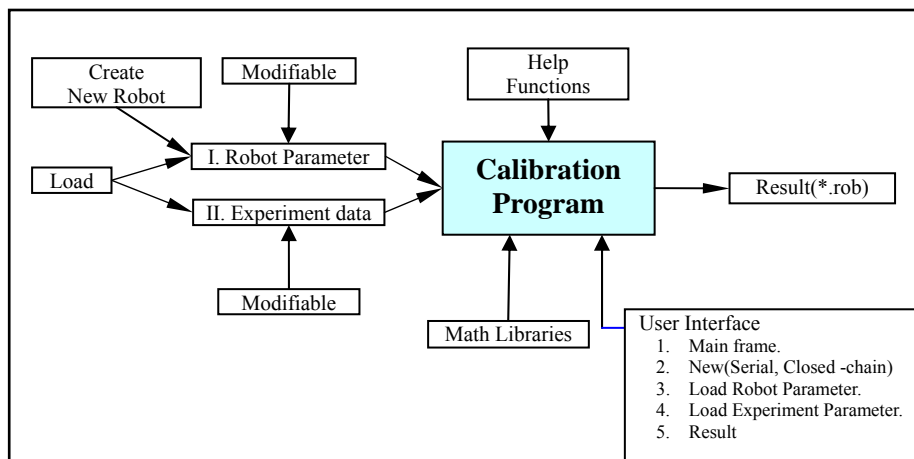 Create
New Robot
Modifiable
Help
Functions
I. Robot Parameter
Load
II. Experiment data
Calibration
Program
Result(*.rob)
Modifiable
Math Libraries
User Interface
1. Main frame.
2. New(Serial, Closed -chain)
3. Load Robot Parameter.
4. Load Experiment Parameter.
5. Result